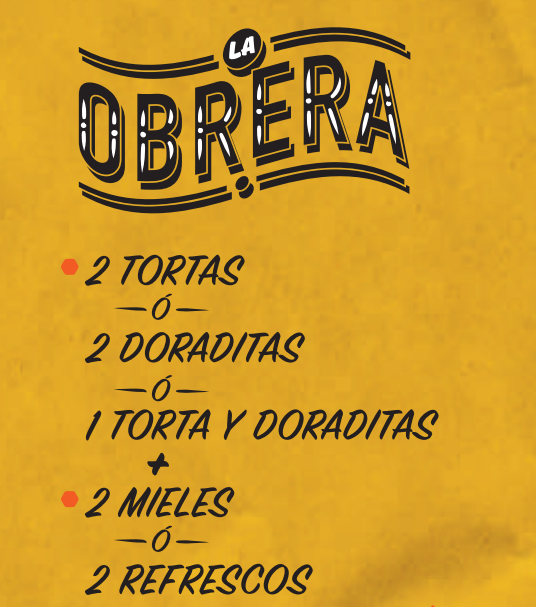 LA
OBRERA
2 TORTAS
Ó
2 DORADITAS
Ó
1 TORTA Y DORADITAS
+
2 MIELES
Ó
2 REFRESCOS